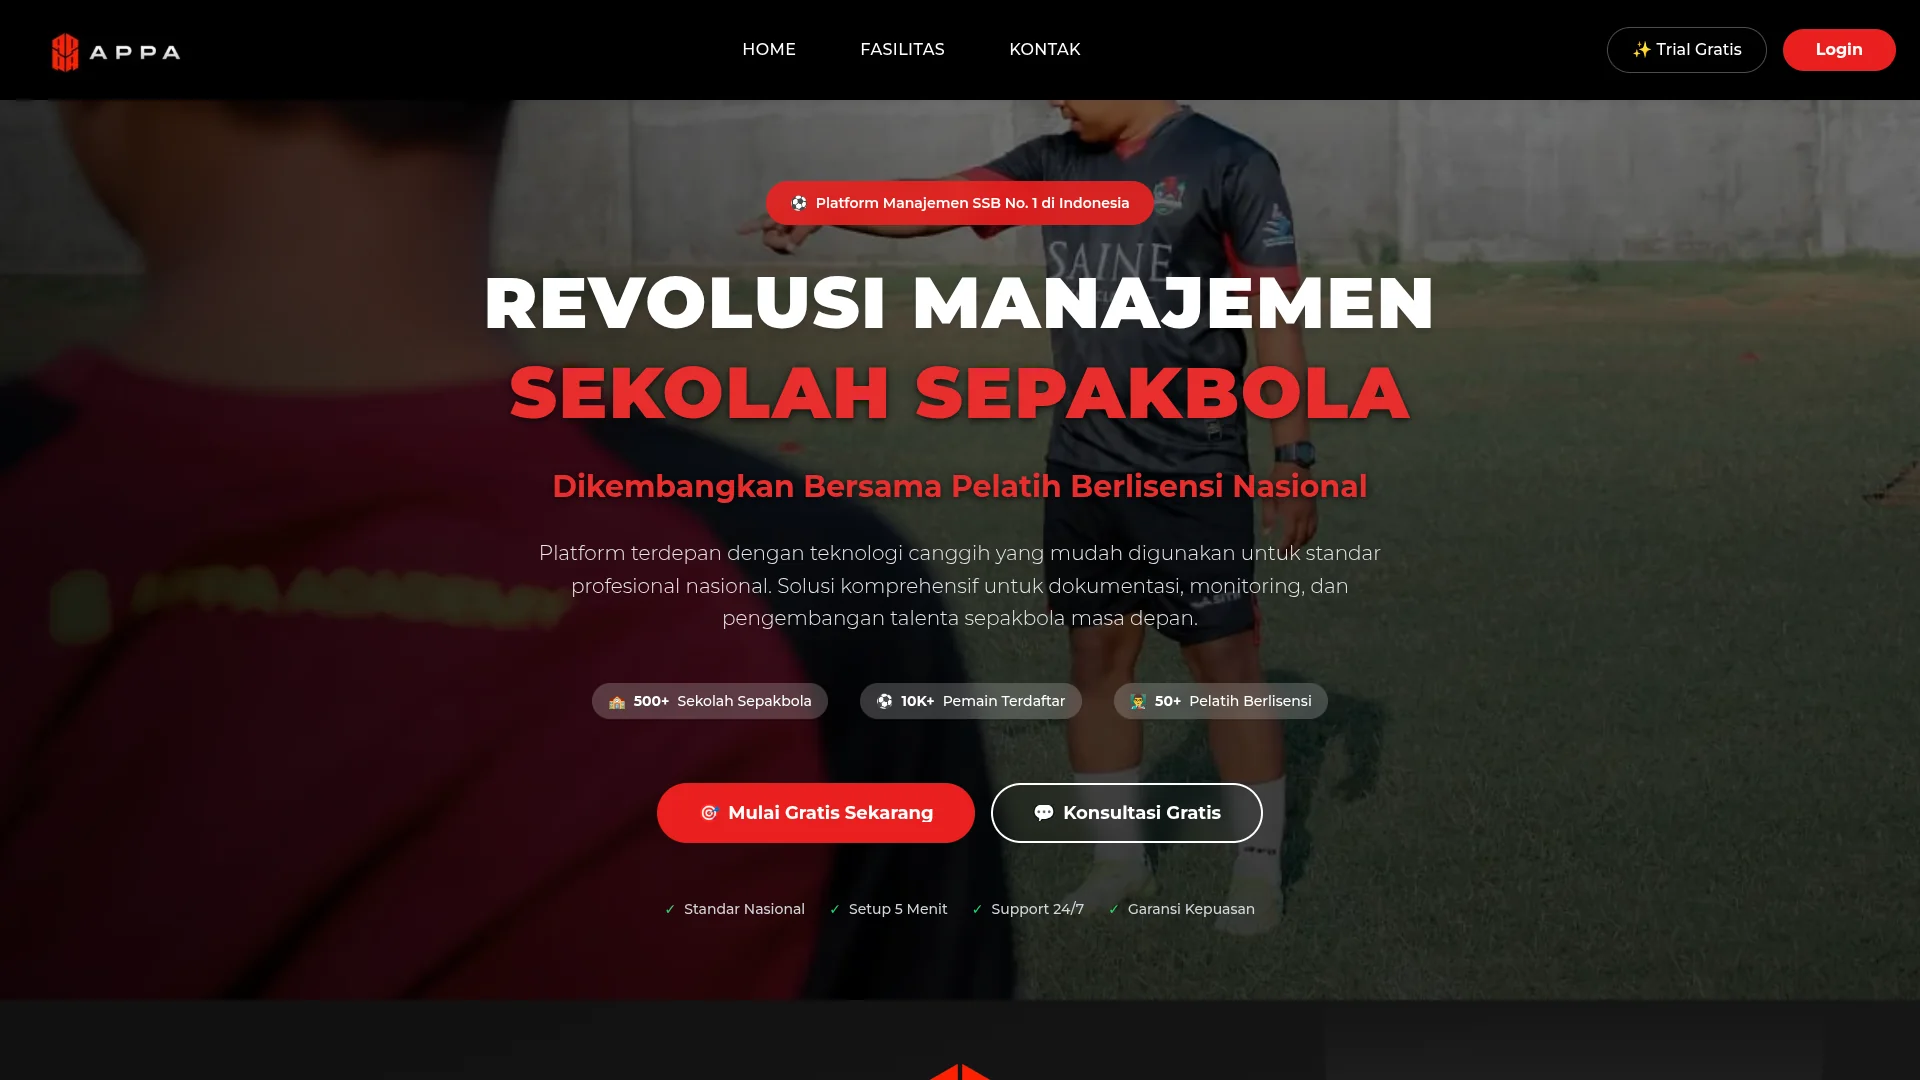 APPA
HOME
FASILITAS
KONTAK
✨ Trial Gratis
Login
⚽ Platform Manajemen SSB No. 1 di Indonesia
SAINE
REVOLUSI MANAJEMEN
SEKOLAH SEPAKBOLA
Dikembangkan Bersama Pelatih Berlisensi Nasional
Platform terdepan dengan teknologi canggih yang mudah digunakan untuk standar
profesional nasional. Solusi komprehensif untuk dokumentasi, monitoring, dan
pengembangan talenta sepakbola masa depan.
🏫 500+ Sekolah Sepakbola
⚽ 10K+ Pemain Terdaftar
👨‍🏫 50+ Pelatih Berlisensi
🎯 Mulai Gratis Sekarang
💬 Konsultasi Gratis
✓ Standar Nasional
✓ Setup 5 Menit
✓ Support 24/7
✓ Garansi Kepuasan